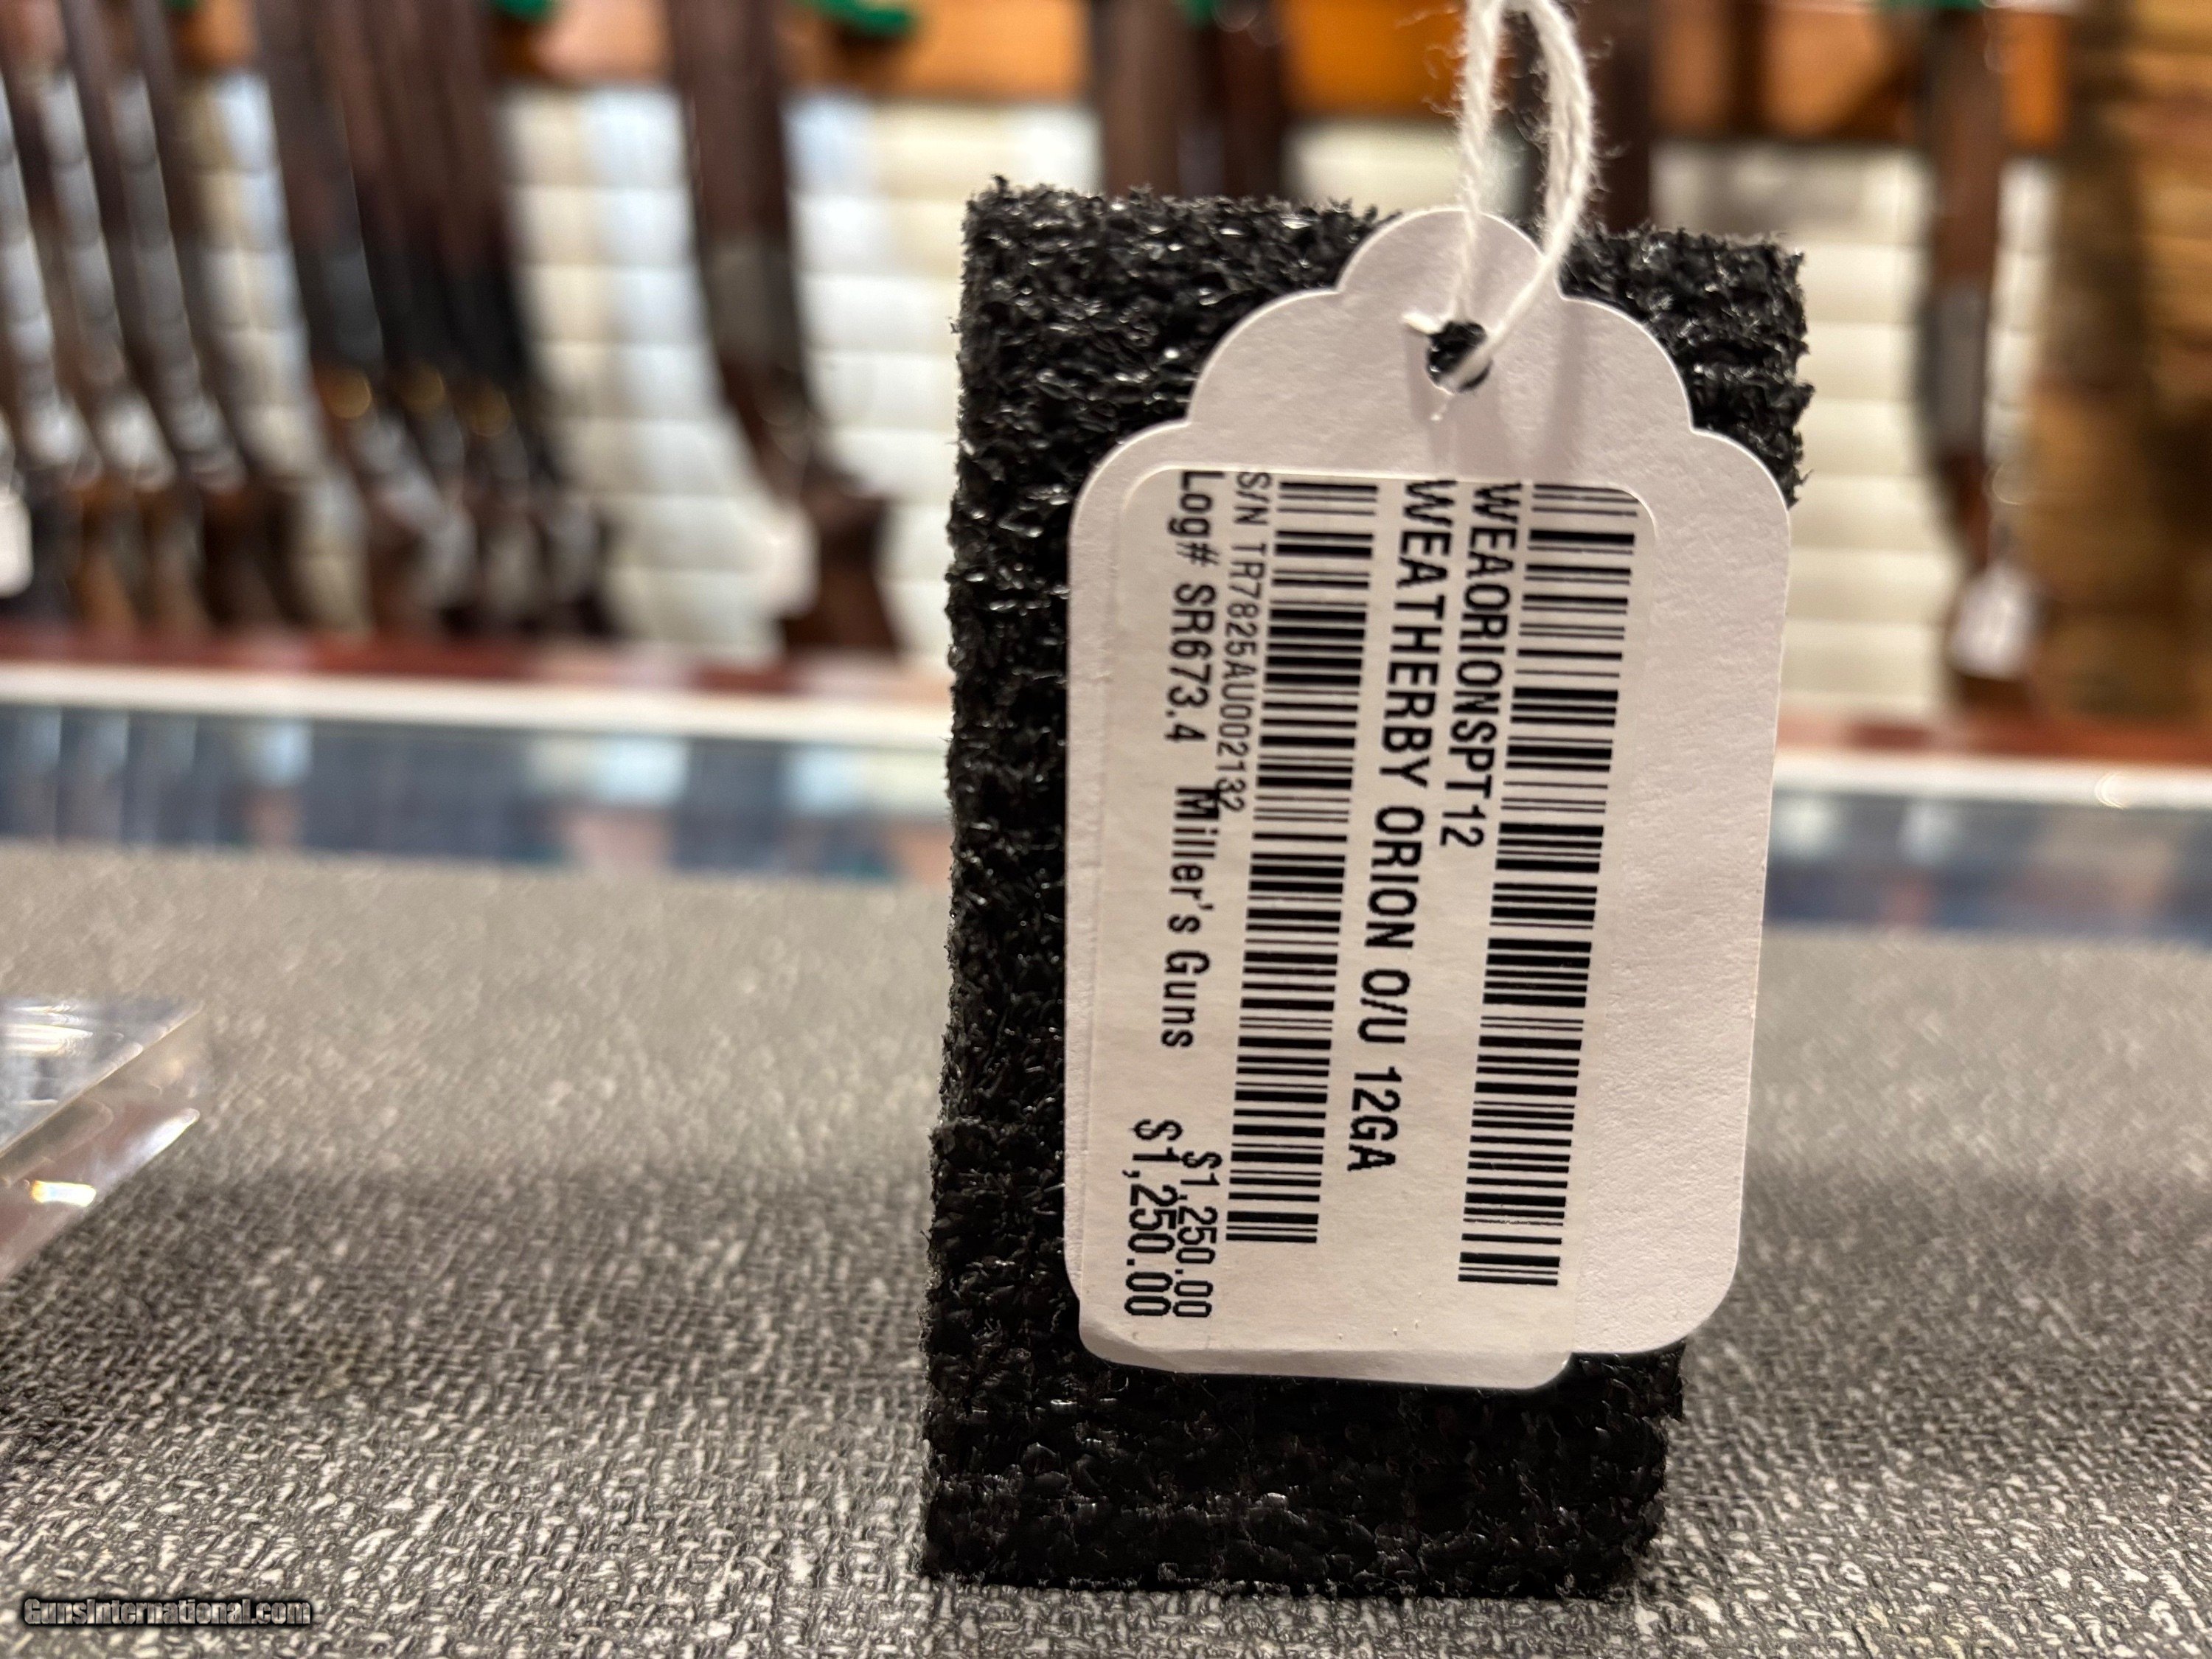 WEAORIONSPT12
WEATHERBY ORION O/U 12GA
S/N TR7825AU002132
$1,250.00
Log# SR673.4 Miller's Guns
$1,250.00
GunsInternational.com